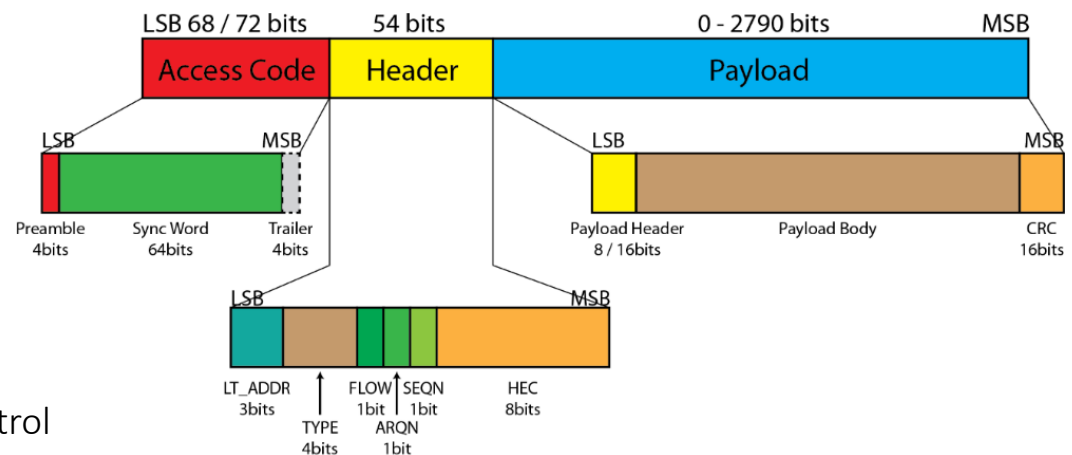 LSB 68 / 72 bits 54 bits 0 - 2790 bits MSB
Access Code Header Payload
LSB MSB LSB MSB
Preamble Sync Word Trailer Payload Header Payload Body CRC
4bits 64bits 4bits 8 / 16bits 16bits
LSB MSB
LT_ADDR FLOW SEQN HEC
3bits 1bit 1bit 8bits
TYPE ARQN
4bits 1bit
trol